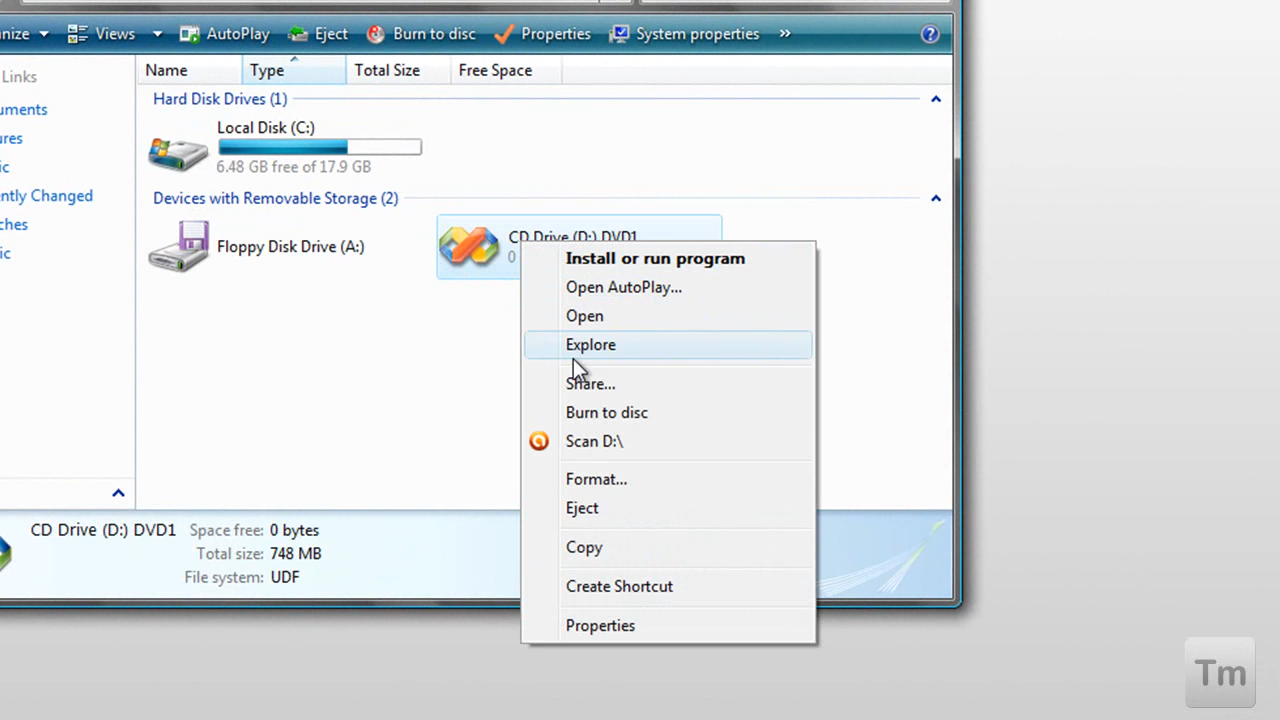 nize Views AutoPlay Eject Burn to disc Properties System properties »
Links
Name Type Total Size Free Space
uments
ures
ic
ntly Changed
ches
ic
Hard Disk Drives (1)
Local Disk (C:)
6.48 GB free of 17.9 GB
Devices with Removable Storage (2)
Floppy Disk Drive (A:)
CD Drive (D:) DVD1
0
Install or run program
Open AutoPlay...
Open
Explore
Share...
Burn to disc
Scan D:\
Format...
Eject
Copy
Create Shortcut
Properties
CD Drive (D:) DVD1 Space free: 0 bytes
Total size: 748 MB
File system: UDF
Tm